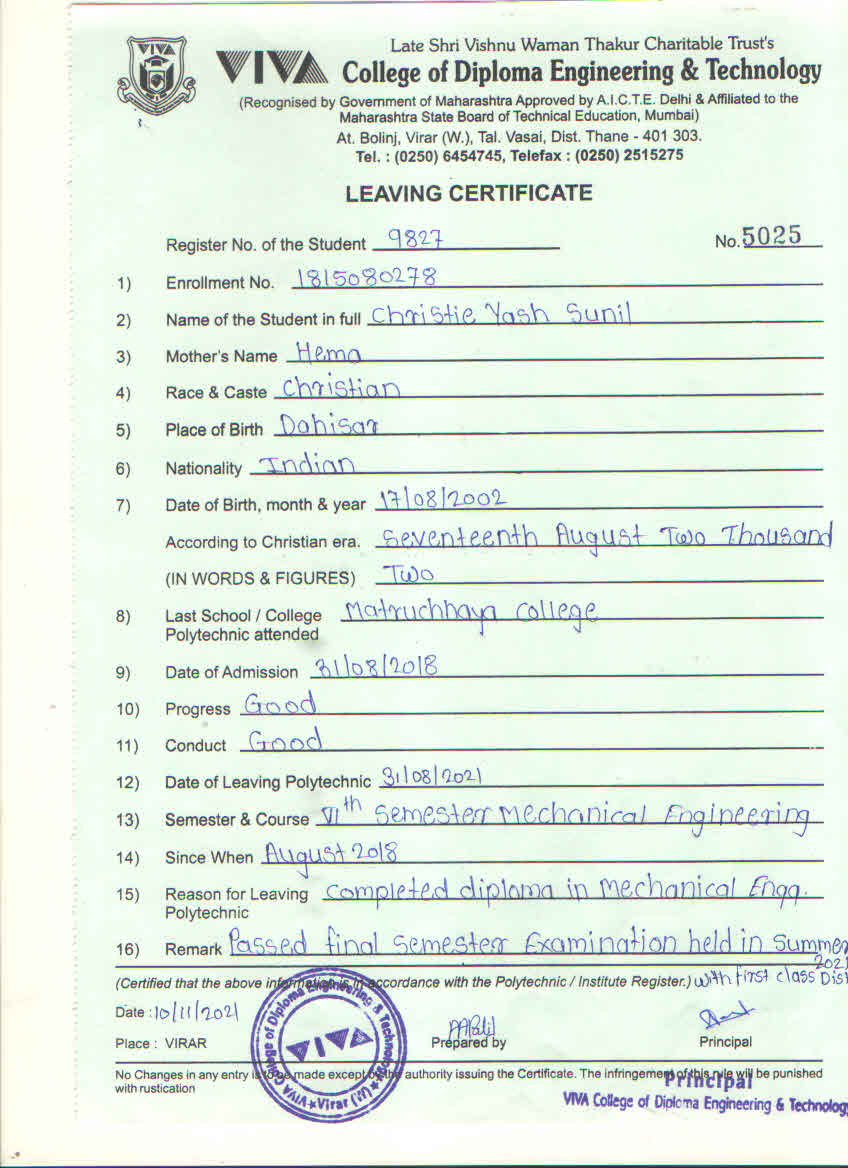 VIVA
Late Shri Vishnu Waman Thakur Charitable Trust's
VIVA College of Diploma Engineering & Technology
(Recognised by Government of Maharashtra Approved by A.I.C.T.E. Delhi & Affiliated to the
Maharashtra State Board of Technical Education, Mumbai)
At. Bolinj, Virar (W.), Tal. Vasai, Dist. Thane - 401 303.
Tel. : (0250) 6454745, Telefax : (0250) 2515275
LEAVING CERTIFICATE
Register No. of the Student 9827 No. 5025
1) Enrollment No. 1815080278
2) Name of the Student in full Christie Yash Sunil
3) Mother's Name Hema
4) Race & Caste Christian
5) Place of Birth Dahisar
6) Nationality Indian
7) Date of Birth, month & year 17/08/2002
According to Christian era. Seventeenth August Two Thousand
(IN WORDS & FIGURES) Two
8) Last School / College Matruchhaya College
Polytechnic attended
9) Date of Admission 31/08/2018
10) Progress Good
11) Conduct Good
12) Date of Leaving Polytechnic 31/08/2021
13) Semester & Course VIth Semester Mechanical Engineering
14) Since When August 2018
15) Reason for Leaving completed diploma in Mechanical Engg.
Polytechnic
16) Remark Passed final Semester Examination held in Summer
2021
(Certified that the above information is in accordance with the Polytechnic / Institute Register.) with first class Dist
Date : 10/11/2021
Place : VIRAR Prepared by Principal
No Changes in any entry is to be made except by the authority issuing the Certificate. The infringement of this rule will be punished
with rustication
Principal
VIVA College of Diploma Engineering & Technology
VIVA College of Diploma Engineering & Technology
VIVA
Virar (W)